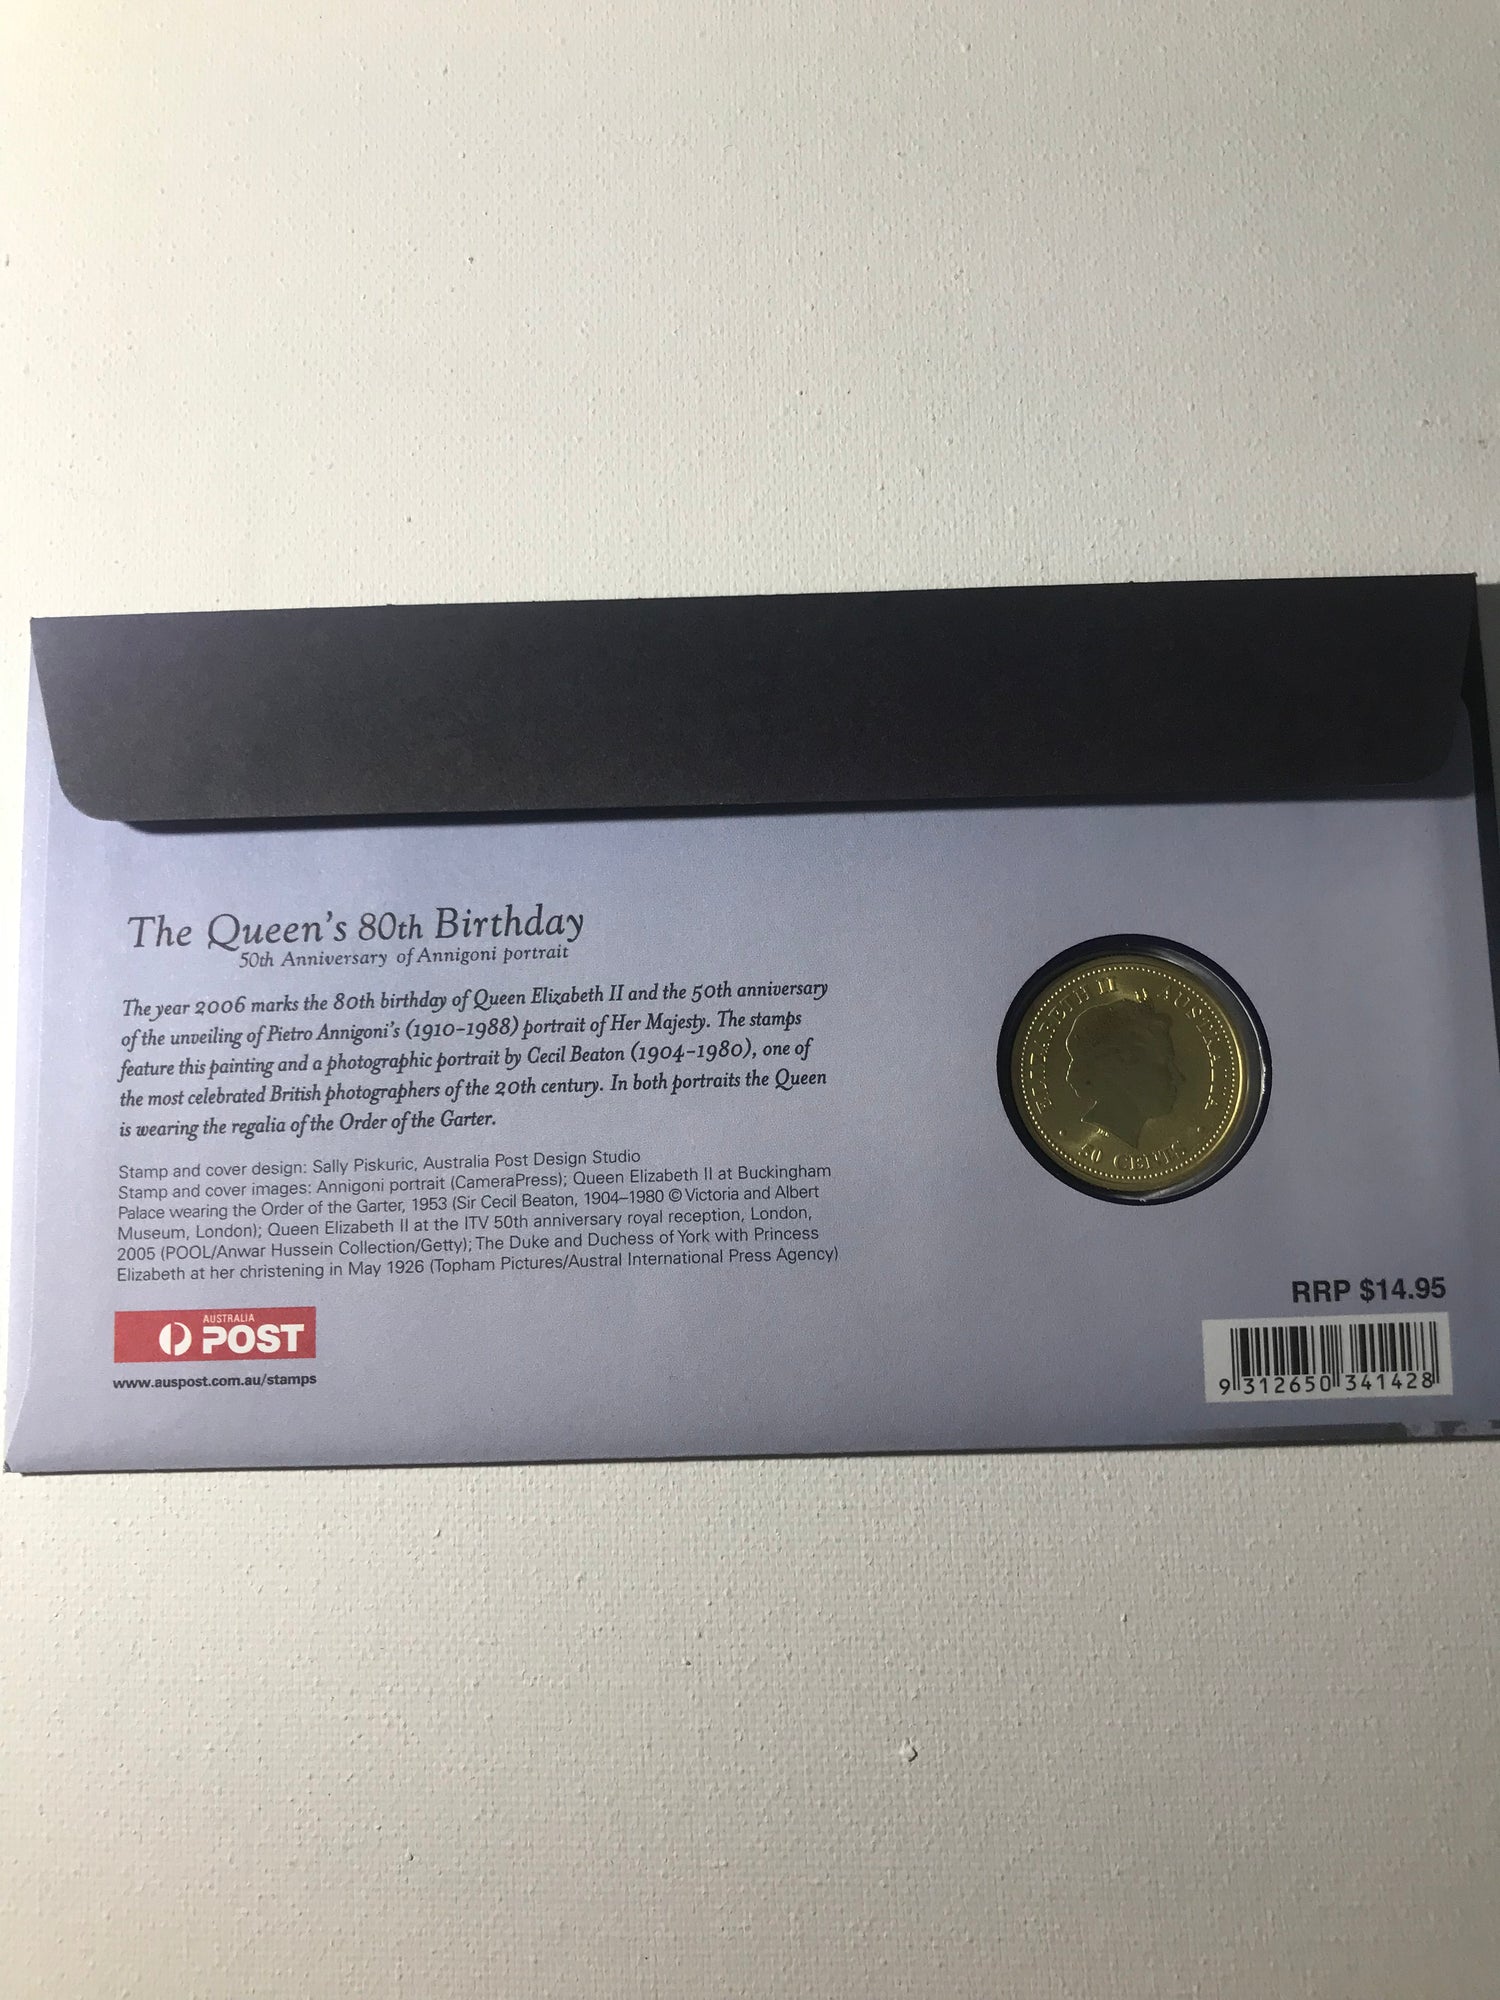 The Queen's 80th Birthday
50th Anniversary of Annigoni portrait
The year 2006 marks the 80th birthday of Queen Elizabeth II and the 50th anniversary
of the unveiling of Pietro Annigoni's (1910–1988) portrait of Her Majesty. The stamps
feature this painting and a photographic portrait by Cecil Beaton (1904–1980), one of
the most celebrated British photographers of the 20th century. In both portraits the Queen
is wearing the regalia of the Order of the Garter.
Stamp and cover design: Sally Piskuric, Australia Post Design Studio
Stamp and cover images: Annigoni portrait (CameraPress); Queen Elizabeth II at Buckingham
Palace wearing the Order of the Garter, 1953 (Sir Cecil Beaton, 1904–1980 © Victoria and Albert
Museum, London); Queen Elizabeth II at the ITV 50th anniversary royal reception, London,
2005 (POOL/Anwar Hussein Collection/Getty); The Duke and Duchess of York with Princess
Elizabeth at her christening in May 1926 (Topham Pictures/Austral International Press Agency)
AUSTRALIA
POST
www.auspost.com.au/stamps
ELIZABETH II AUSTRALIA
50 CENTS
RRP $14.95
9 312650 341428